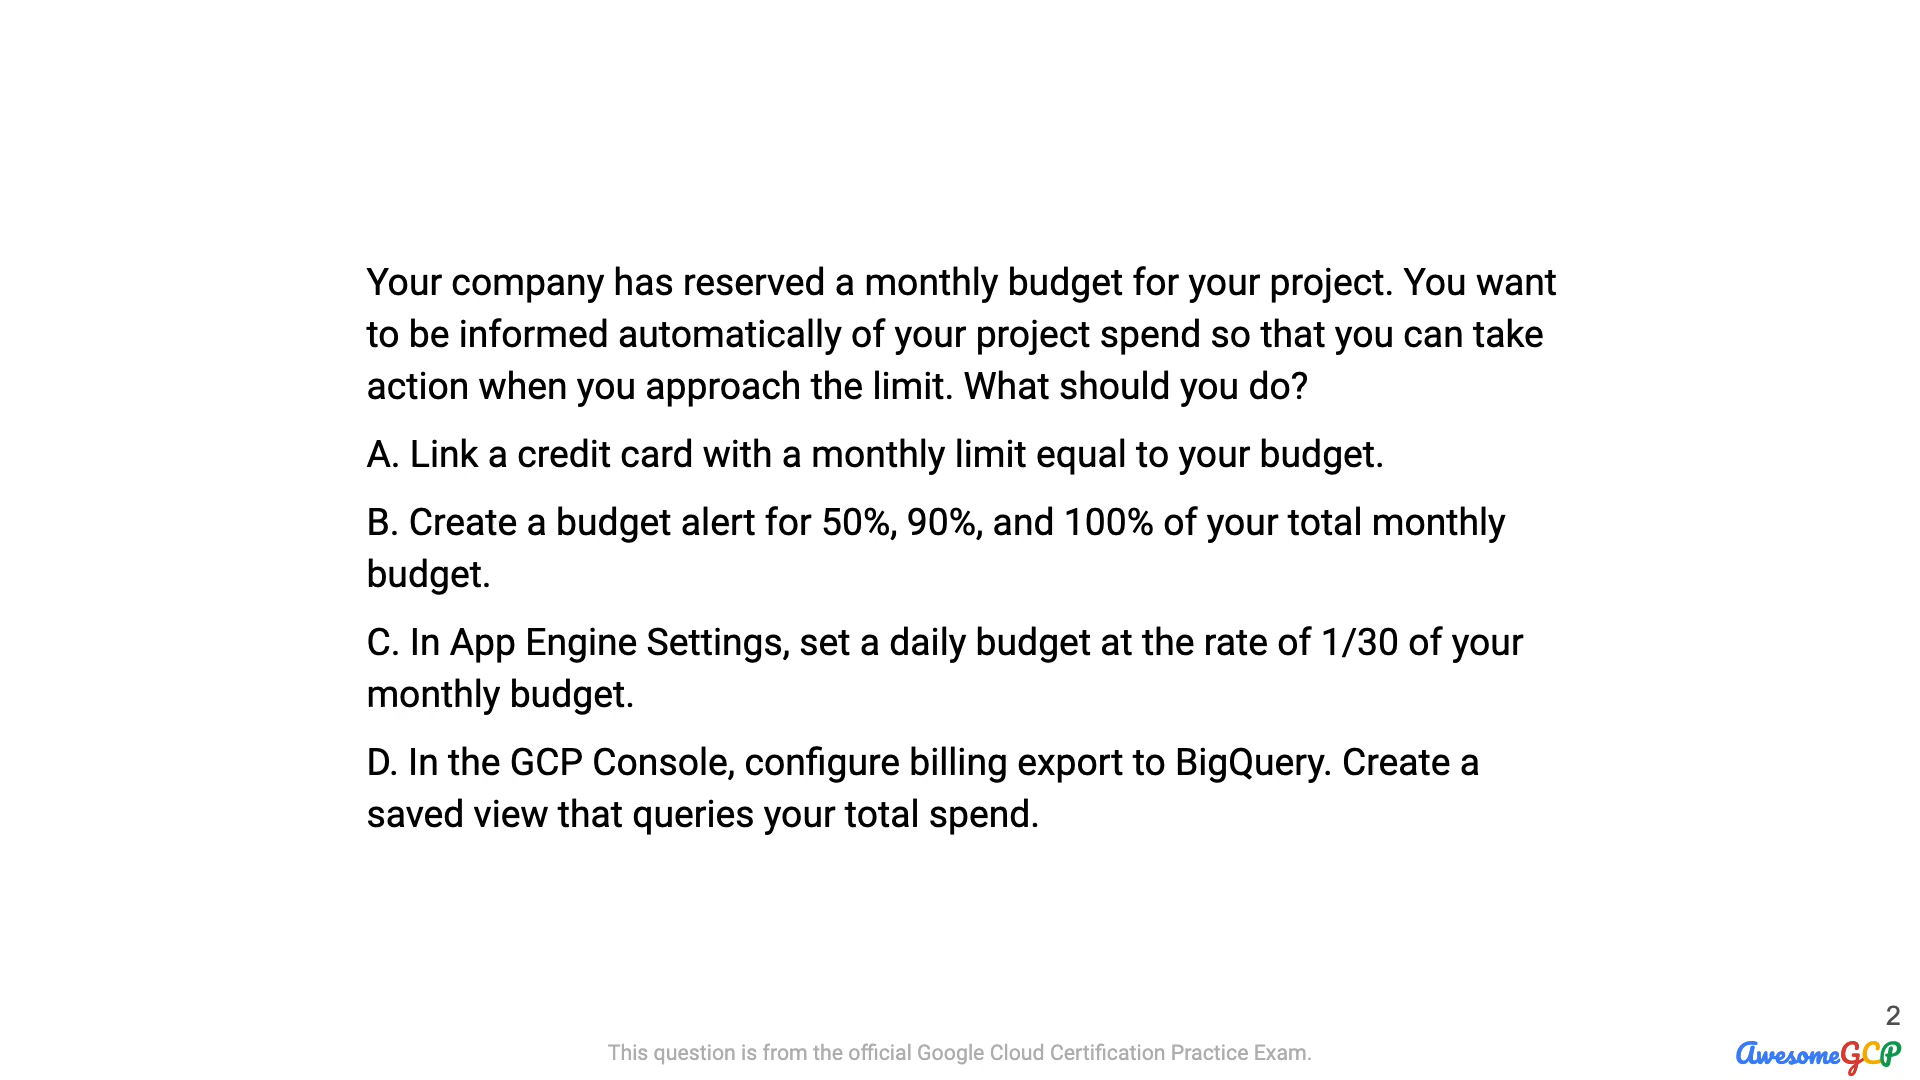 Your company has reserved a monthly budget for your project. You want
to be informed automatically of your project spend so that you can take
action when you approach the limit. What should you do?
A. Link a credit card with a monthly limit equal to your budget.
B. Create a budget alert for 50%, 90%, and 100% of your total monthly
budget.
C. In App Engine Settings, set a daily budget at the rate of 1/30 of your
monthly budget.
D. In the GCP Console, configure billing export to BigQuery. Create a
saved view that queries your total spend.
2
This question is from the official Google Cloud Certification Practice Exam.
AwesomeGCP